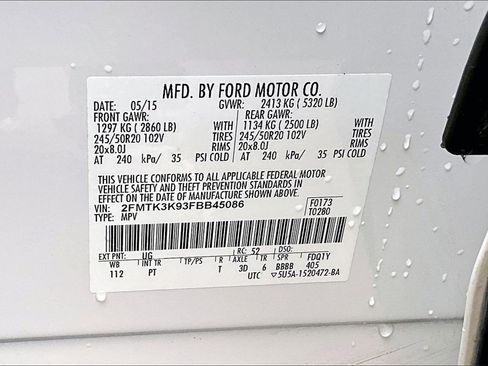 MFD. BY FORD MOTOR CO.
DATE: 05/15 GVWR: 2413 KG ( 5320 LB)
FRONT GAWR: REAR GAWR:
1297 KG ( 2860 LB) WITH 1134 KG ( 2500 LB) WITH
245/50R20 102V TIRES 245/50R20 102V TIRES
20x8.0J RIMS 20x8.0J RIMS
AT 240 kPa/ 35 PSI COLD AT 240 kPa/ 35 PSI COLD
THIS VEHICLE CONFORMS TO ALL APPLICABLE FEDERAL MOTOR
VEHICLE SAFETY AND THEFT PREVENTION STANDARDS IN
EFFECT ON THE DATE OF MANUFACTURE SHOWN ABOVE.
VIN: 2FMTK3K93FBB45086 F0173
TYPE: MPV T0280
EXT PNT: UG RC: 52
WB INT TR TP/PS R AXLE TR SPR FDQ1Y
112 PT T 3D 6 BBBB 405
UTC ▽5U5A-1520472-BA